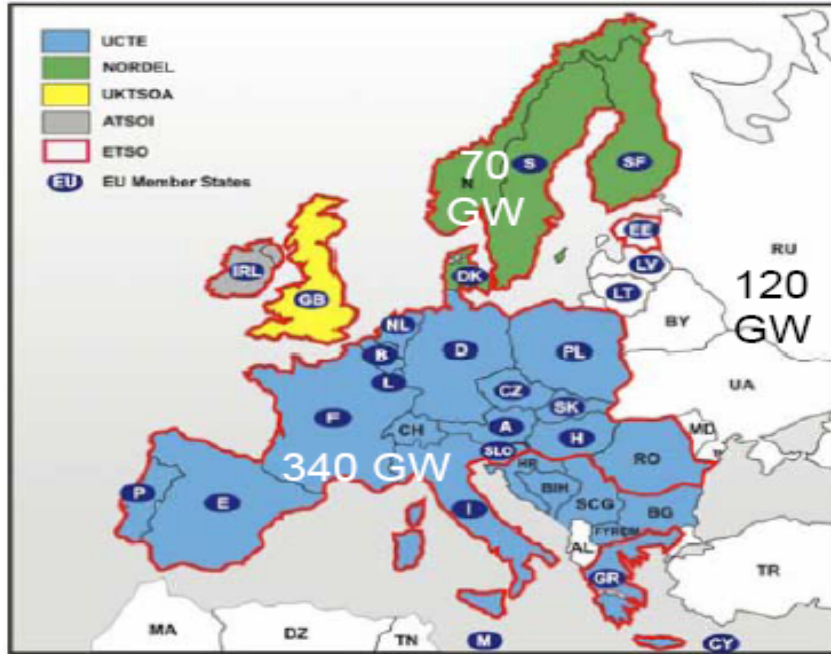 UCTE
NORDEL
UKTSOA
ATSOI
ETSO
EU EU Member States
N
70
GW
S
SF
EE
RU
LV
LT
120
GW
BY
DK
IRL
GB
NL
B
L
D
PL
UA
CZ
SK
F
CH
A
H
MD
SLO
RO
340 GW
HR
BIH
SCG
BG
P
E
I
FYROM
AL
GR
TR
MA
DZ
TN
M
CY